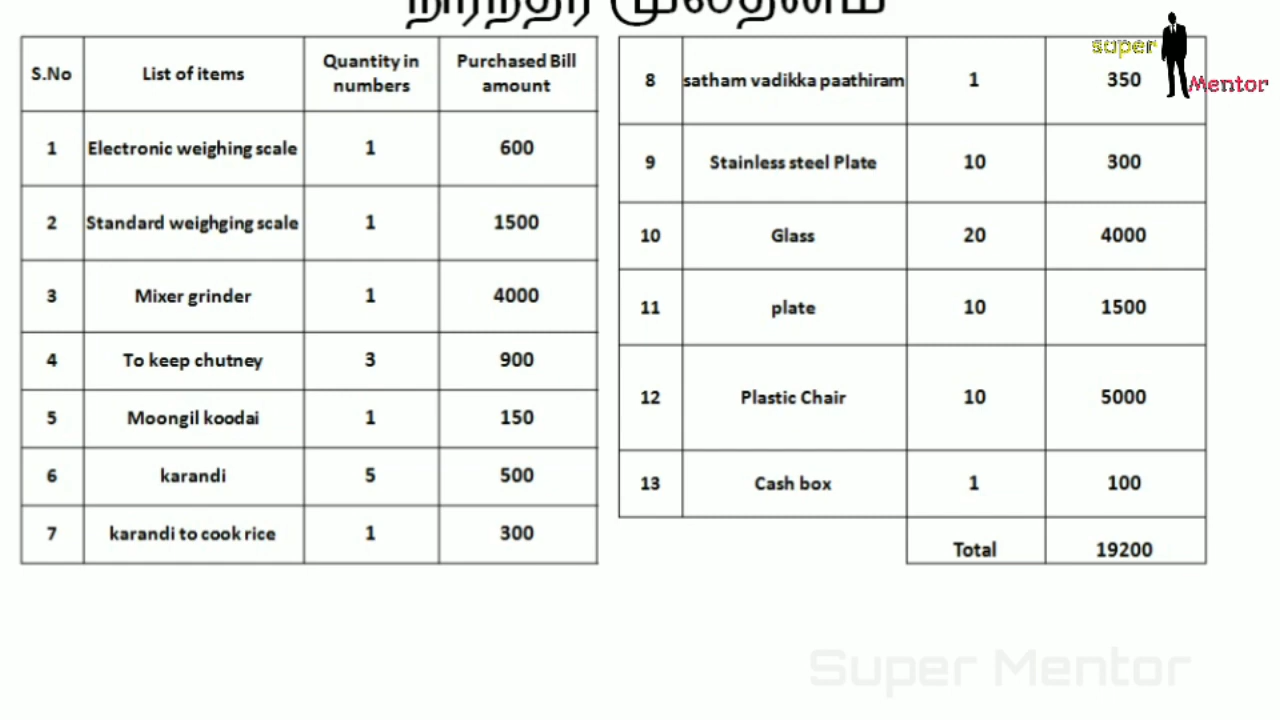 நிரந்தர மூலதனம்
super
Mentor
S.No List of items Quantity in numbers Purchased Bill amount
1 Electronic weighing scale 1 600
2 Standard weighging scale 1 1500
3 Mixer grinder 1 4000
4 To keep chutney 3 900
5 Moongil koodai 1 150
6 karandi 5 500
7 karandi to cook rice 1 300
8 satham vadikka paathiram 1 350
9 Stainless steel Plate 10 300
10 Glass 20 4000
11 plate 10 1500
12 Plastic Chair 10 5000
13 Cash box 1 100
Total 19200
Super Mentor